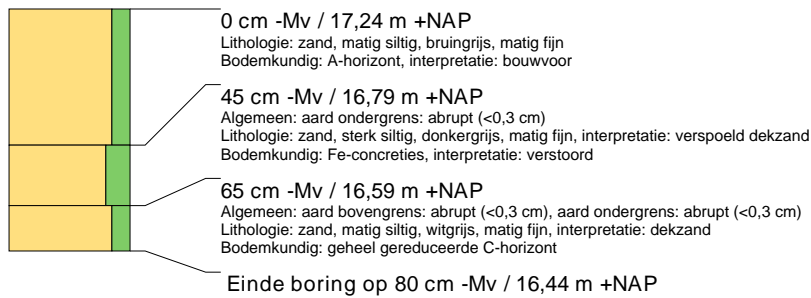 0 cm -Mv / 17,24 m +NAP
Lithologie: zand, matig siltig, bruingrijs, matig fijn
Bodemkundig: A-horizont, interpretatie: bouwvoor
45 cm -Mv / 16,79 m +NAP
Algemeen: aard ondergrens: abrupt (<0,3 cm)
Lithologie: zand, sterk siltig, donkergrijs, matig fijn, interpretatie: verspoeld dekzand
Bodemkundig: Fe-concreties, interpretatie: verstoord
65 cm -Mv / 16,59 m +NAP
Algemeen: aard bovengrens: abrupt (<0,3 cm), aard ondergrens: abrupt (<0,3 cm)
Lithologie: zand, matig siltig, witgrijs, matig fijn, interpretatie: dekzand
Bodemkundig: geheel gereduceerde C-horizont
Einde boring op 80 cm -Mv / 16,44 m +NAP